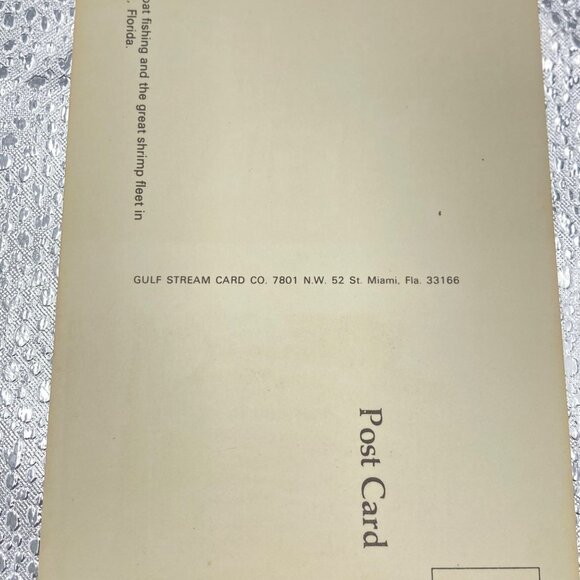 fishing and the great shrimp fleet in
Florida.
GULF STREAM CARD CO. 7801 N.W. 52 St. Miami, Fla. 33166
Post Card